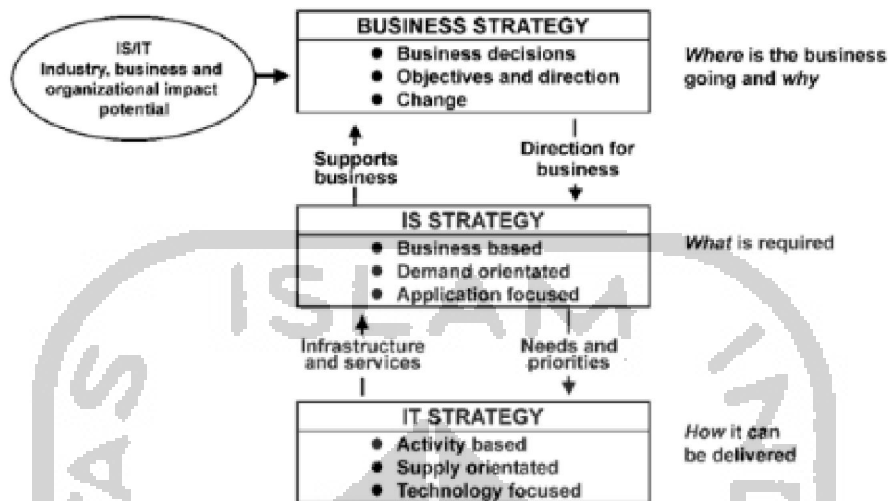 IS/IT
Industry, business and
organizational impact
potential
BUSINESS STRATEGY
● Business decisions
● Objectives and direction
● Change
Where is the business
going and why
Supports
business
Direction for
business
IS STRATEGY
● Business based
● Demand orientated
● Application focused
What is required
ISLAM
Infrastructure
and services
Needs and
priorities
IT STRATEGY
● Activity based
● Supply orientated
● Technology focused
How it can
be delivered